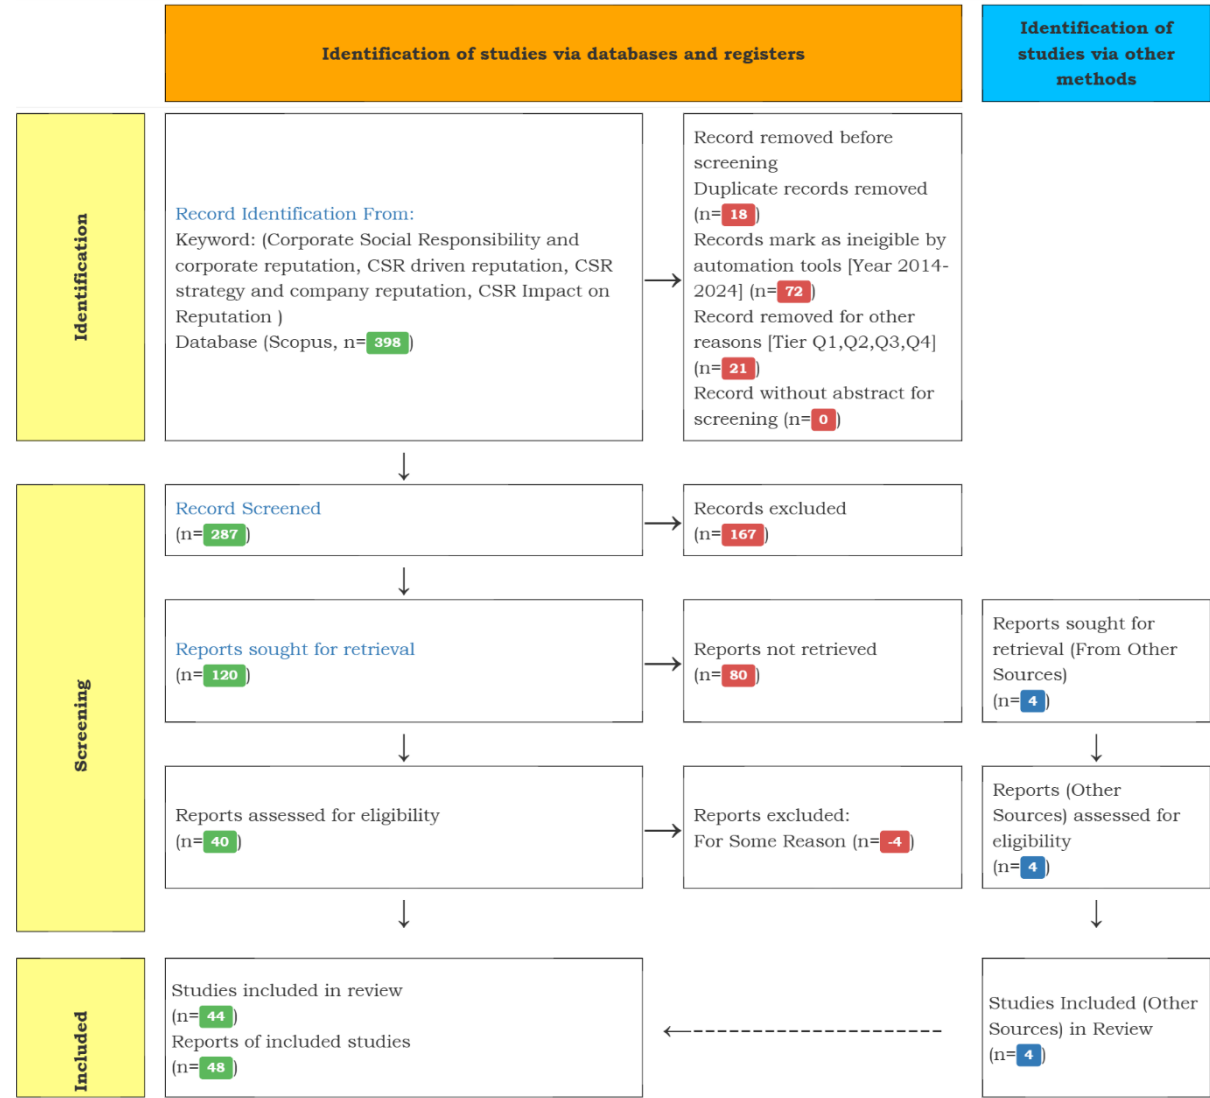 Identification of studies via databases and registers
Identification of
studies via other
methods
Identification
Record Identification From:
Keyword: (Corporate Social Responsibility and
corporate reputation, CSR driven reputation, CSR
strategy and company reputation, CSR Impact on
Reputation )
Database (Scopus, n= 398)
Record removed before
screening
Duplicate records removed
(n= 18)
Records mark as ineigible by
automation tools [Year 2014-
2024] (n= 72)
Record removed for other
reasons [Tier Q1,Q2,Q3,Q4]
(n= 21)
Record without abstract for
screening (n= 0)
Screening
Record Screened
(n= 287)
Records excluded
(n= 167)
Reports sought for retrieval
(n= 120)
Reports not retrieved
(n= 80)
Reports sought for
retrieval (From Other
Sources)
(n= 4)
Reports assessed for eligibility
(n= 40)
Reports excluded:
For Some Reason (n= -4)
Reports (Other
Sources) assessed for
eligibility
(n= 4)
Included
Studies included in review
(n= 44)
Reports of included studies
(n= 48)
Studies Included (Other
Sources) in Review
(n= 4)